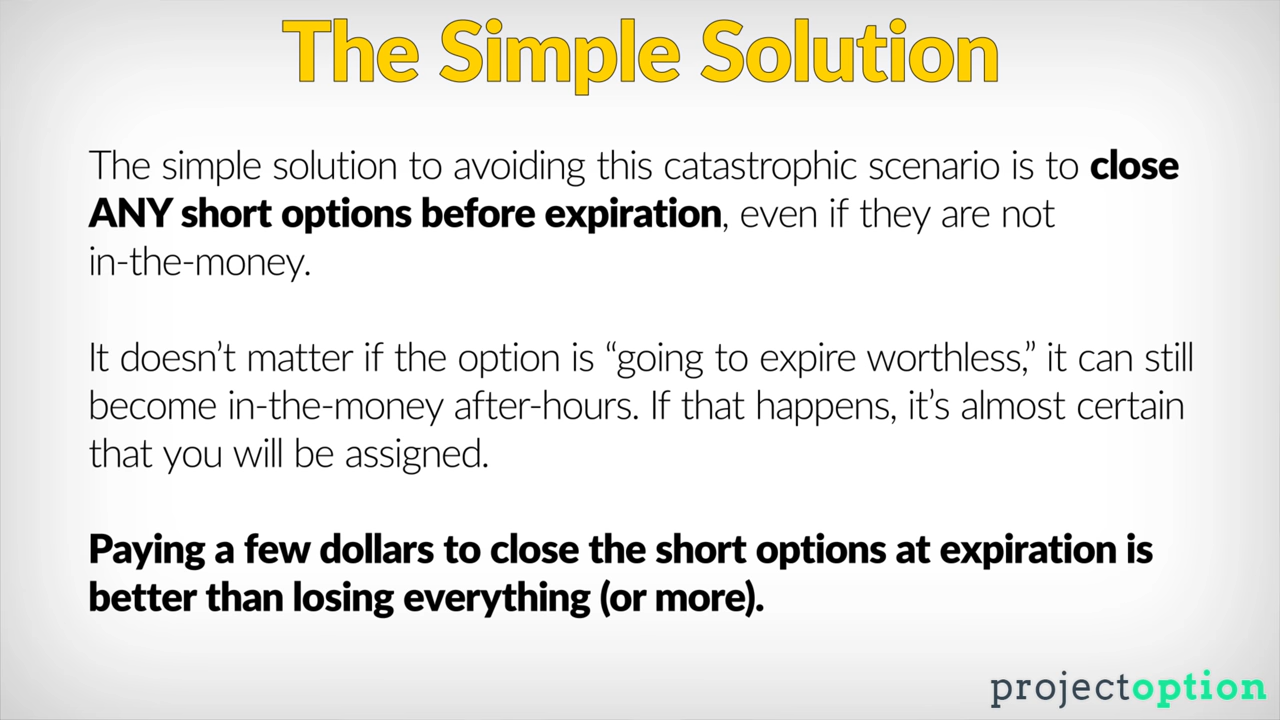 The Simple Solution
The simple solution to avoiding this catastrophic scenario is to close
ANY short options before expiration, even if they are not
in-the-money.
It doesn’t matter if the option is “going to expire worthless,” it can still
become in-the-money after-hours. If that happens, it’s almost certain
that you will be assigned.
Paying a few dollars to close the short options at expiration is
better than losing everything (or more).
projectoption